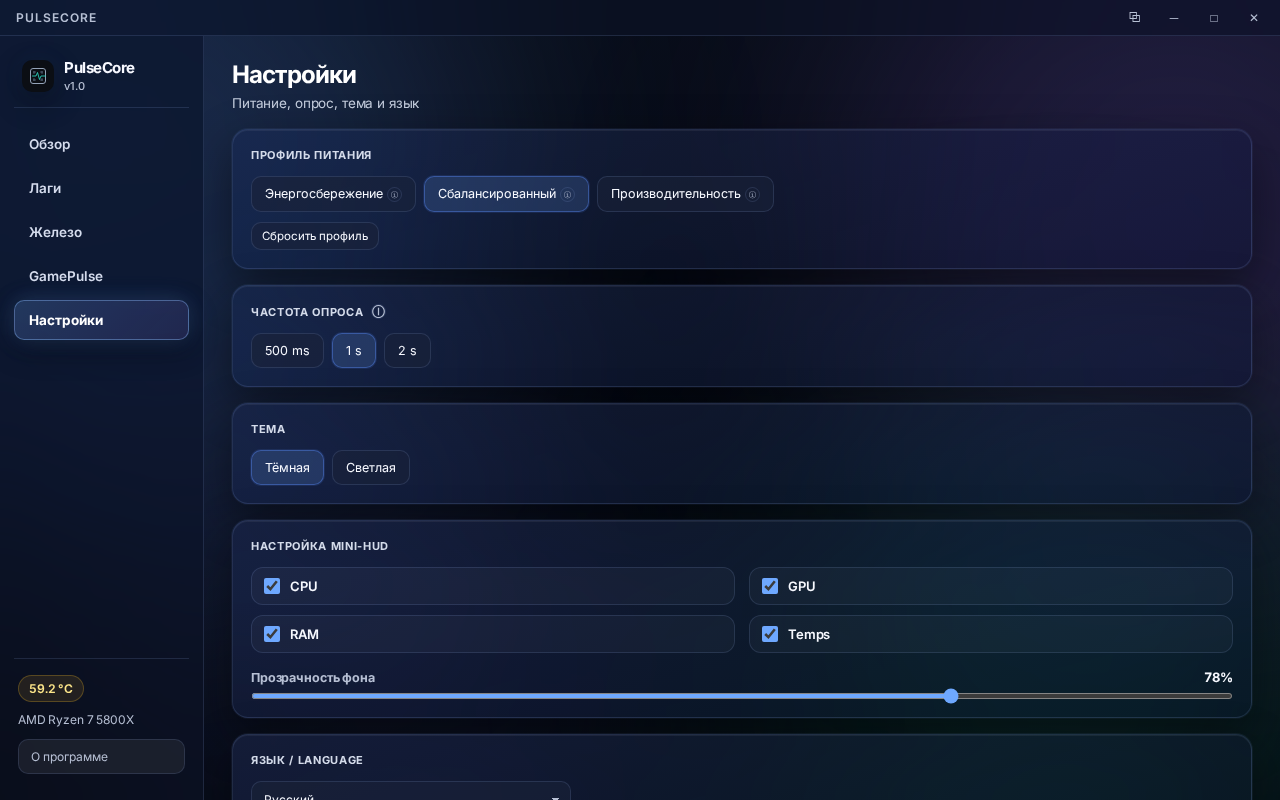 PULSECORE
PulseCore
v1.0
Обзор
Лаги
Железо
GamePulse
Настройки
59.2 °C
AMD Ryzen 7 5800X
О программе
Настройки
Питание, опрос, тема и язык
ПРОФИЛЬ ПИТАНИЯ
Энергосбережение ⓘ Сбалансированный ⓘ Производительность ⓘ
Сбросить профиль
ЧАСТОТА ОПРОСА ⓘ
500 ms 1 s 2 s
ТЕМА
Тёмная Светлая
НАСТРОЙКА MINI-HUD
CPU GPU
RAM Temps
Прозрачность фона 78%
ЯЗЫК / LANGUAGE
Русский